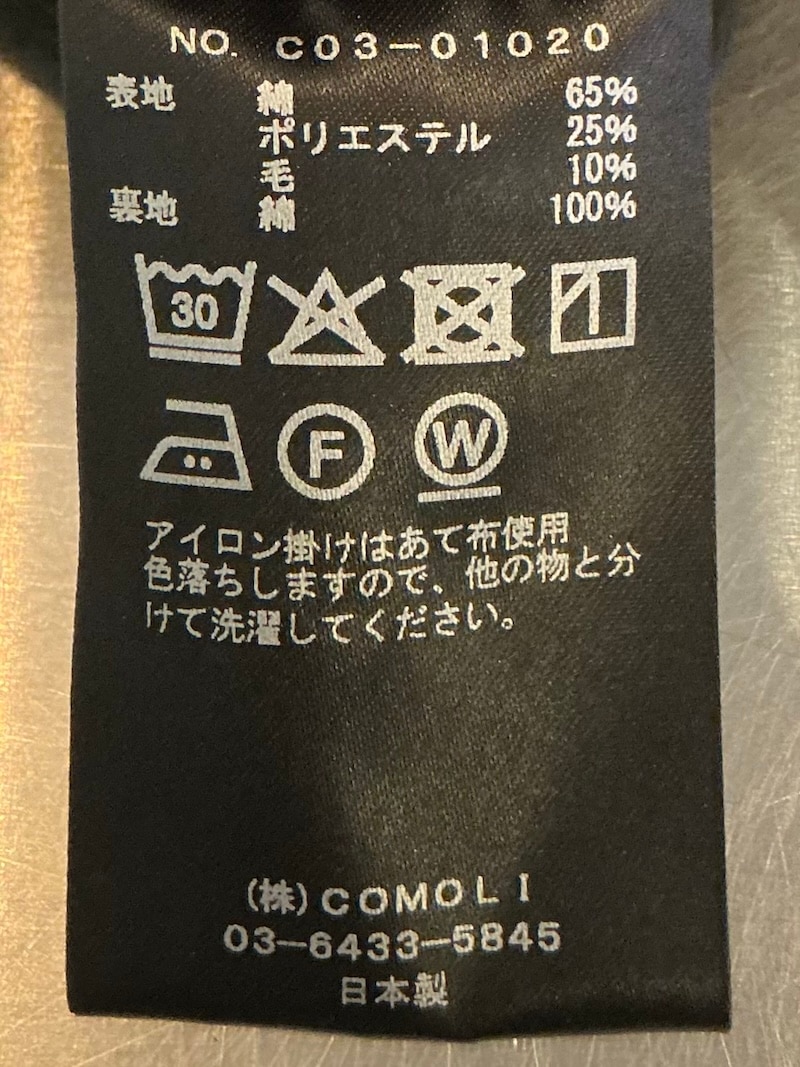 NO. C03-01020
表地 綿 65%
ポリエステル 25%
毛 10%
裏地 綿 100%
30
F W
アイロン掛けはあて布使用
色落ちしますので、他の物と分
けて洗濯してください。
(株)COMOLI
03-6433-5845
日本製